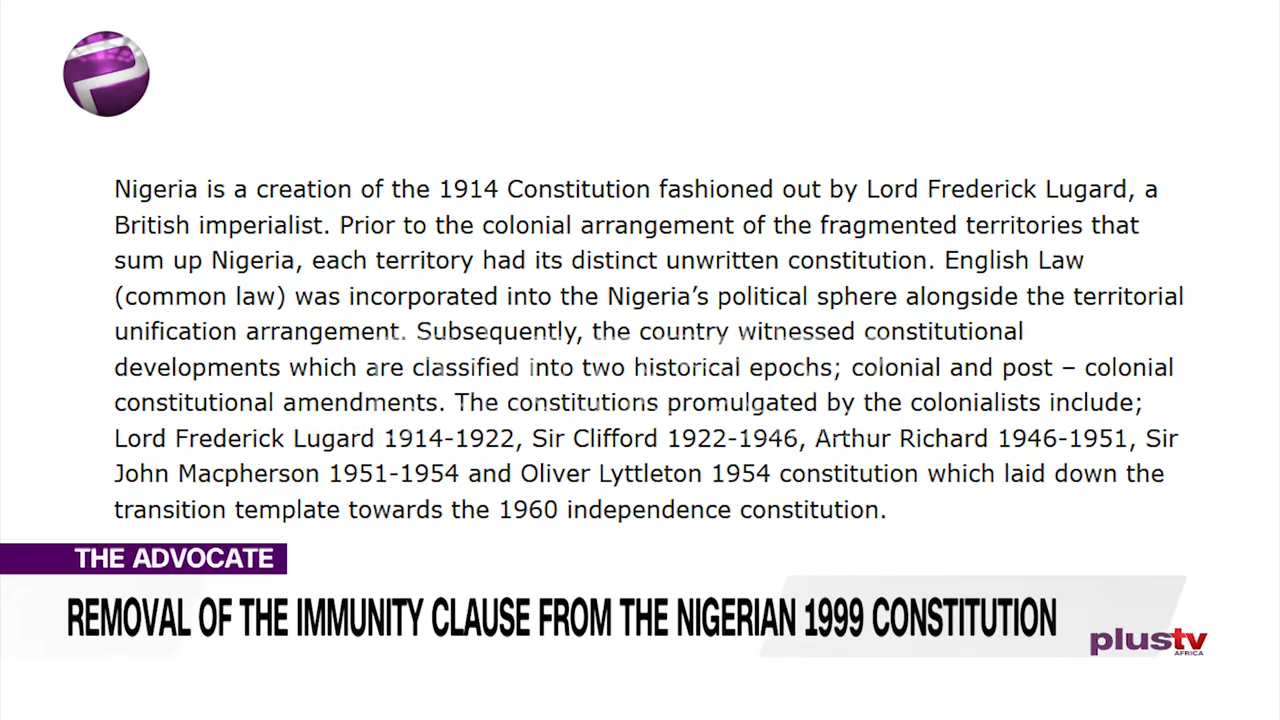 Nigeria is a creation of the 1914 Constitution fashioned out by Lord Frederick Lugard, a
British imperialist. Prior to the colonial arrangement of the fragmented territories that
sum up Nigeria, each territory had its distinct unwritten constitution. English Law
(common law) was incorporated into the Nigeria's political sphere alongside the territorial
unification arrangement. Subsequently, the country witnessed constitutional
developments which are classified into two historical epochs; colonial and post – colonial
constitutional amendments. The constitutions promulgated by the colonialists include;
Lord Frederick Lugard 1914-1922, Sir Clifford 1922-1946, Arthur Richard 1946-1951, Sir
John Macpherson 1951-1954 and Oliver Lyttleton 1954 constitution which laid down the
transition template towards the 1960 independence constitution.
THE ADVOCATE
REMOVAL OF THE IMMUNITY CLAUSE FROM THE NIGERIAN 1999 CONSTITUTION
plustv
AFRICA